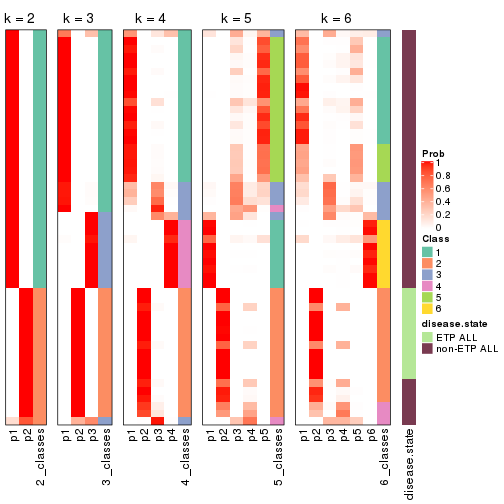 k = 2 k = 3 k = 4 k = 5 k = 6
p1 p2 2_classes p1 p2 p3 3_classes p1 p2 p3 p4 4_classes p1 p2 p3 p4 p5 5_classes p1 p2 p3 p4 p5 p6 6_classes disease.state
Prob
1
0.8
0.6
0.4
0.2
0
Class
1
2
3
4
5
6
disease.state
ETP ALL
non-ETP ALL